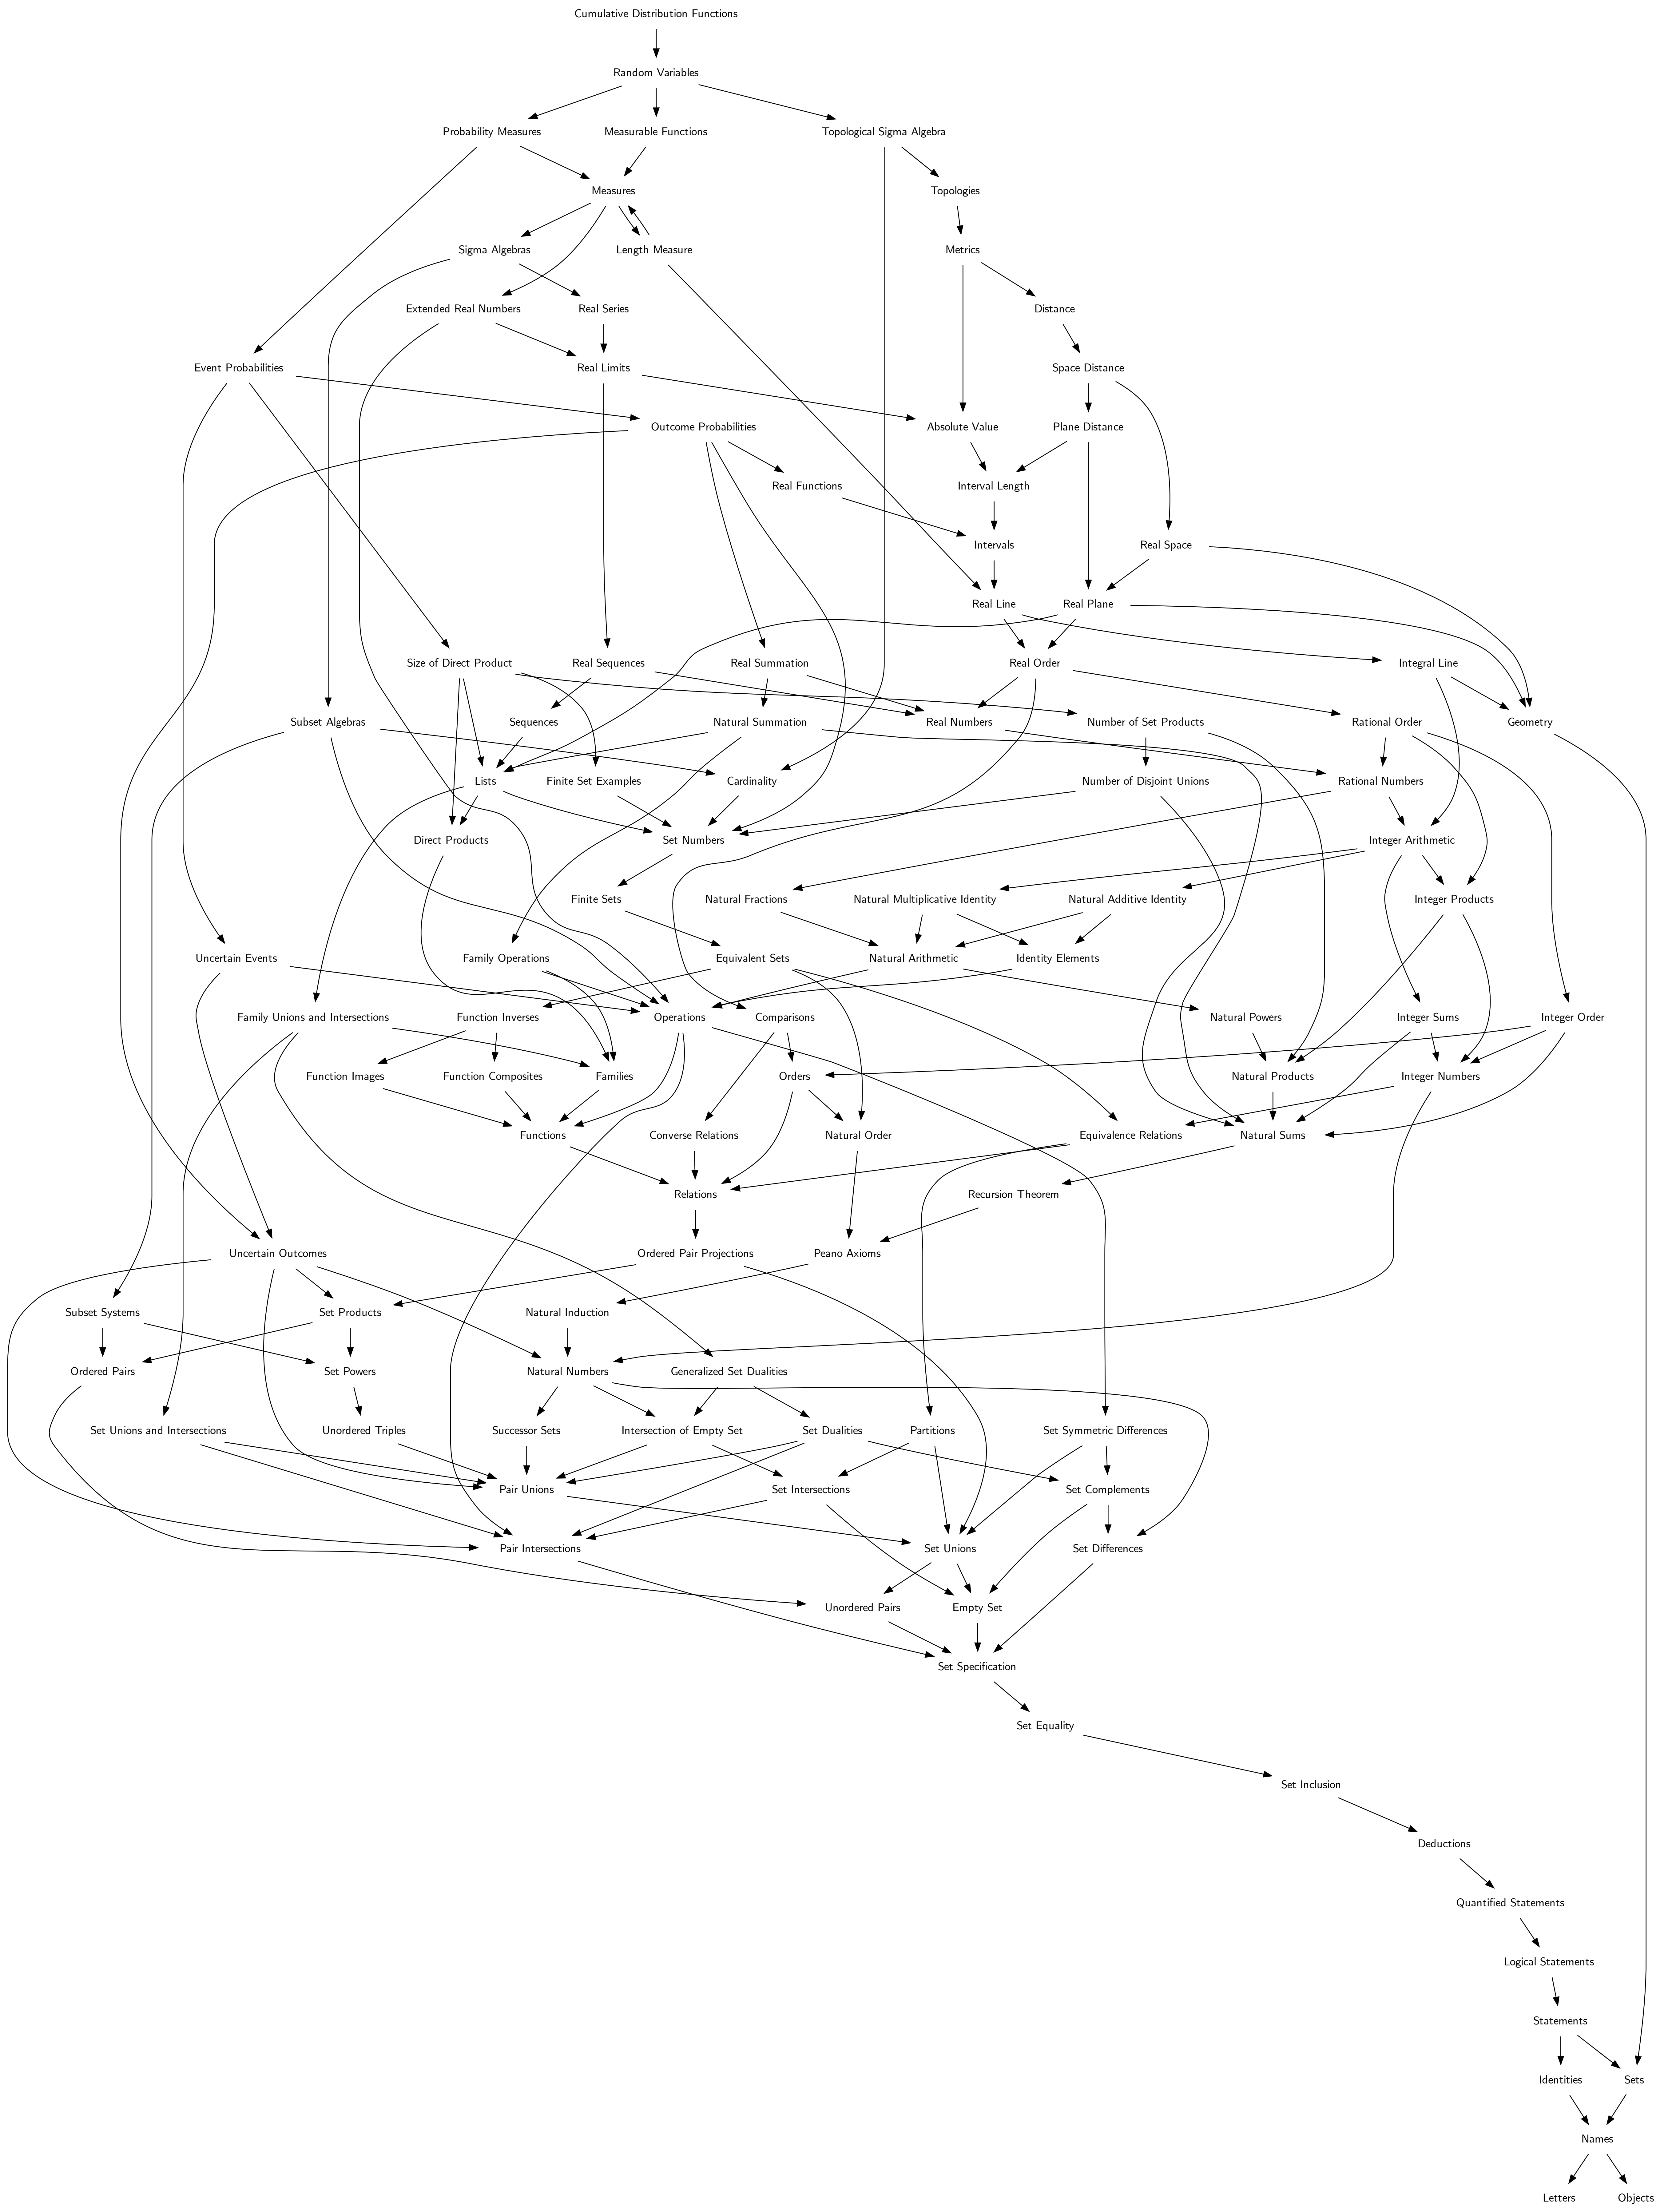 Cumulative Distribution Functions
Random Variables
Probability Measures
Measurable Functions
Topological Sigma Algebra
Measures
Topologies
Sigma Algebras
Length Measure
Metrics
Extended Real Numbers
Real Series
Distance
Event Probabilities
Real Limits
Space Distance
Outcome Probabilities
Absolute Value
Plane Distance
Real Functions
Interval Length
Intervals
Real Space
Real Line
Real Plane
Size of Direct Product
Real Sequences
Real Summation
Real Order
Integral Line
Subset Algebras
Sequences
Natural Summation
Real Numbers
Number of Set Products
Rational Order
Geometry
Lists
Finite Set Examples
Cardinality
Number of Disjoint Unions
Rational Numbers
Direct Products
Set Numbers
Integer Arithmetic
Finite Sets
Natural Fractions
Natural Multiplicative Identity
Natural Additive Identity
Integer Products
Uncertain Events
Family Operations
Equivalent Sets
Natural Arithmetic
Identity Elements
Family Unions and Intersections
Function Inverses
Operations
Comparisons
Natural Powers
Integer Sums
Integer Order
Function Images
Function Composites
Families
Orders
Natural Products
Integer Numbers
Functions
Converse Relations
Natural Order
Equivalence Relations
Natural Sums
Relations
Recursion Theorem
Uncertain Outcomes
Ordered Pair Projections
Peano Axioms
Subset Systems
Set Products
Natural Induction
Ordered Pairs
Set Powers
Natural Numbers
Generalized Set Dualities
Set Unions and Intersections
Unordered Triples
Successor Sets
Intersection of Empty Set
Set Dualities
Partitions
Set Symmetric Differences
Pair Unions
Set Intersections
Set Complements
Pair Intersections
Set Unions
Set Differences
Unordered Pairs
Empty Set
Set Specification
Set Equality
Set Inclusion
Deductions
Quantified Statements
Logical Statements
Statements
Identities
Sets
Names
Letters
Objects